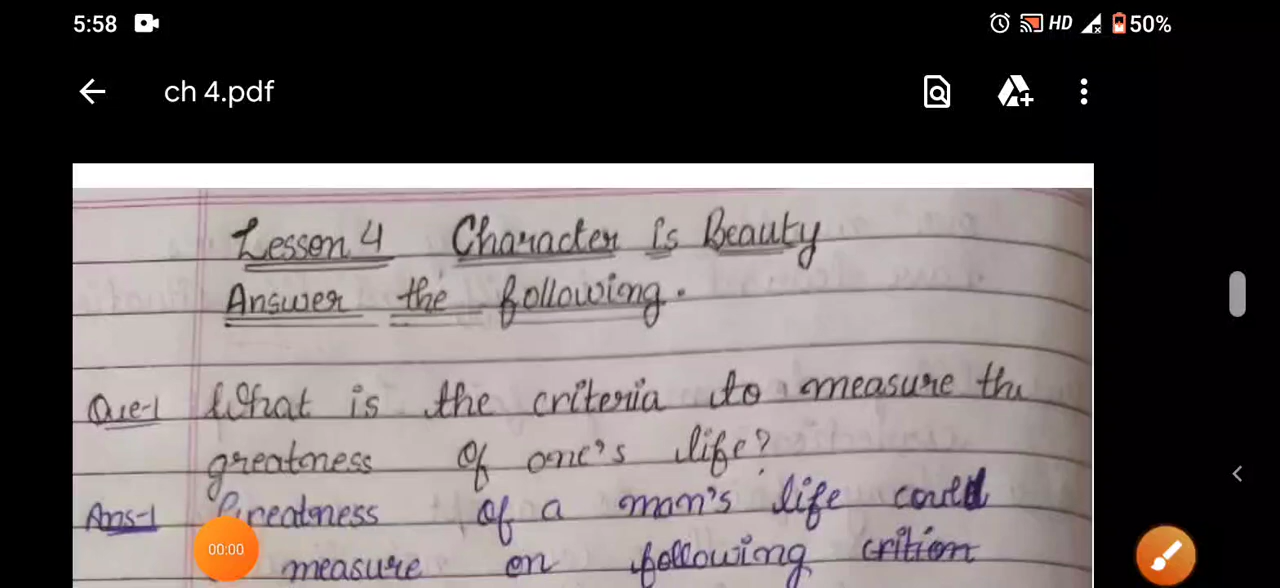 5:58
HD
50%
ch 4.pdf
Lesson 4 Character is Beauty
Answer the following.
Que-1 What is the criteria to measure the
greatness of one's life?
Ans-1 Greatness of a man's life could
00:00
measure on following crition